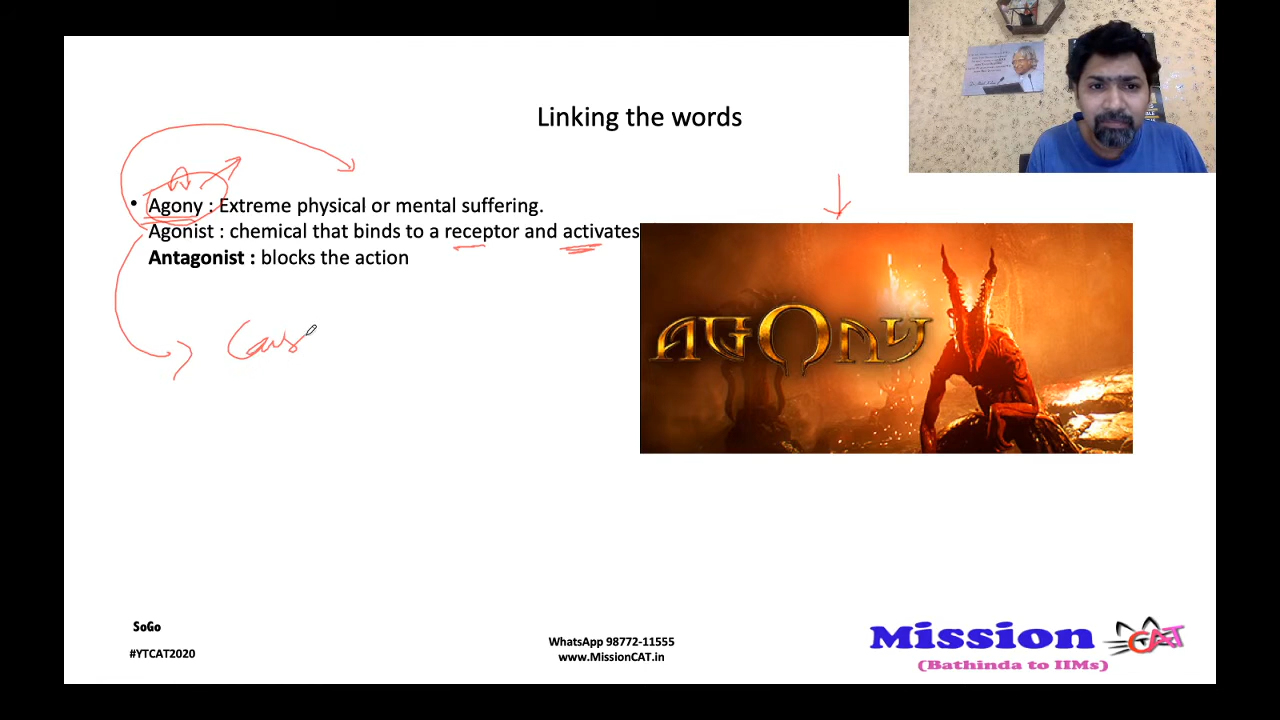 Linking the words
• Agony : Extreme physical or mental suffering.
Agonist : chemical that binds to a receptor and activates
Antagonist : blocks the action
Caus
AGONY
SoGo
#YTCAT2020
WhatsApp 98772-11555
www.MissionCAT.in
Mission CAT
(Bathinda to IIMs)